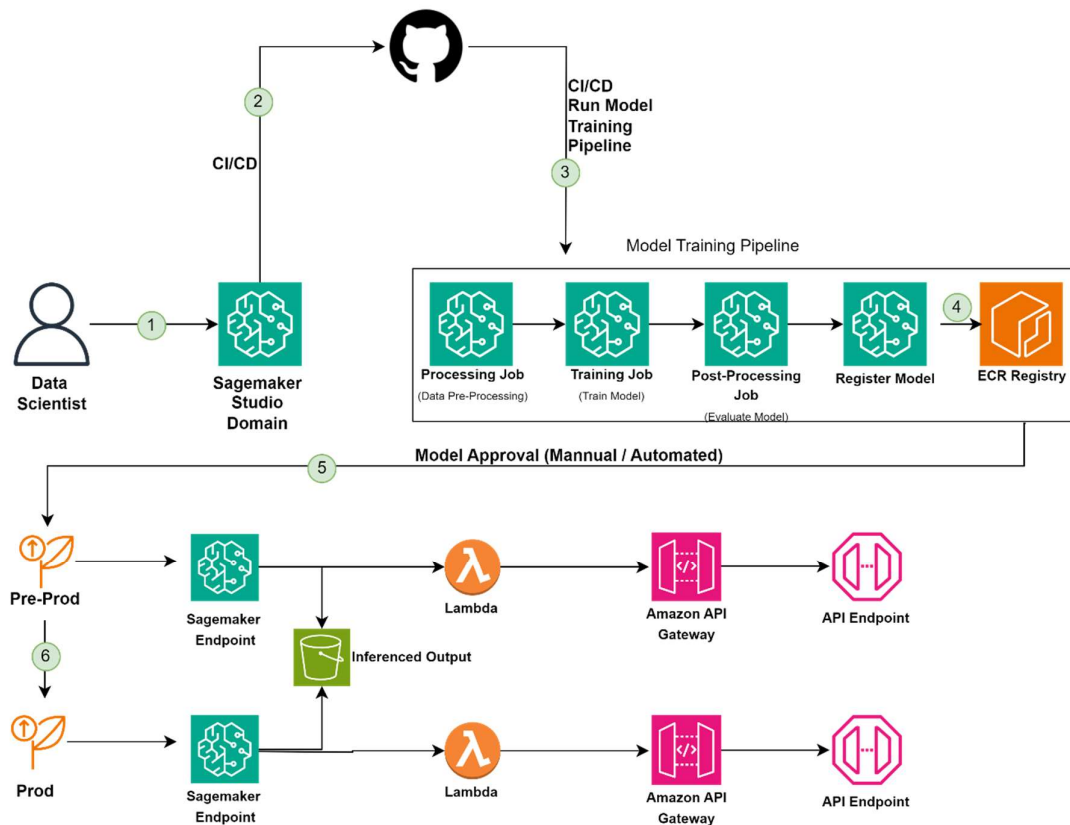 2
CI/CD
CI/CD
Run Model
Training
Pipeline
3
Model Training Pipeline
1
4
Data
Scientist
Sagemaker
Studio
Domain
Processing Job
(Data Pre-Processing)
Training Job
(Train Model)
Post-Processing
Job
(Evaluate Model)
Register Model
ECR Registry
Model Approval (Mannual / Automated)
5
Pre-Prod
Sagemaker
Endpoint
Lambda
Amazon API
Gateway
API Endpoint
6
Inferenced Output
Prod
Sagemaker
Endpoint
Lambda
Amazon API
Gateway
API Endpoint